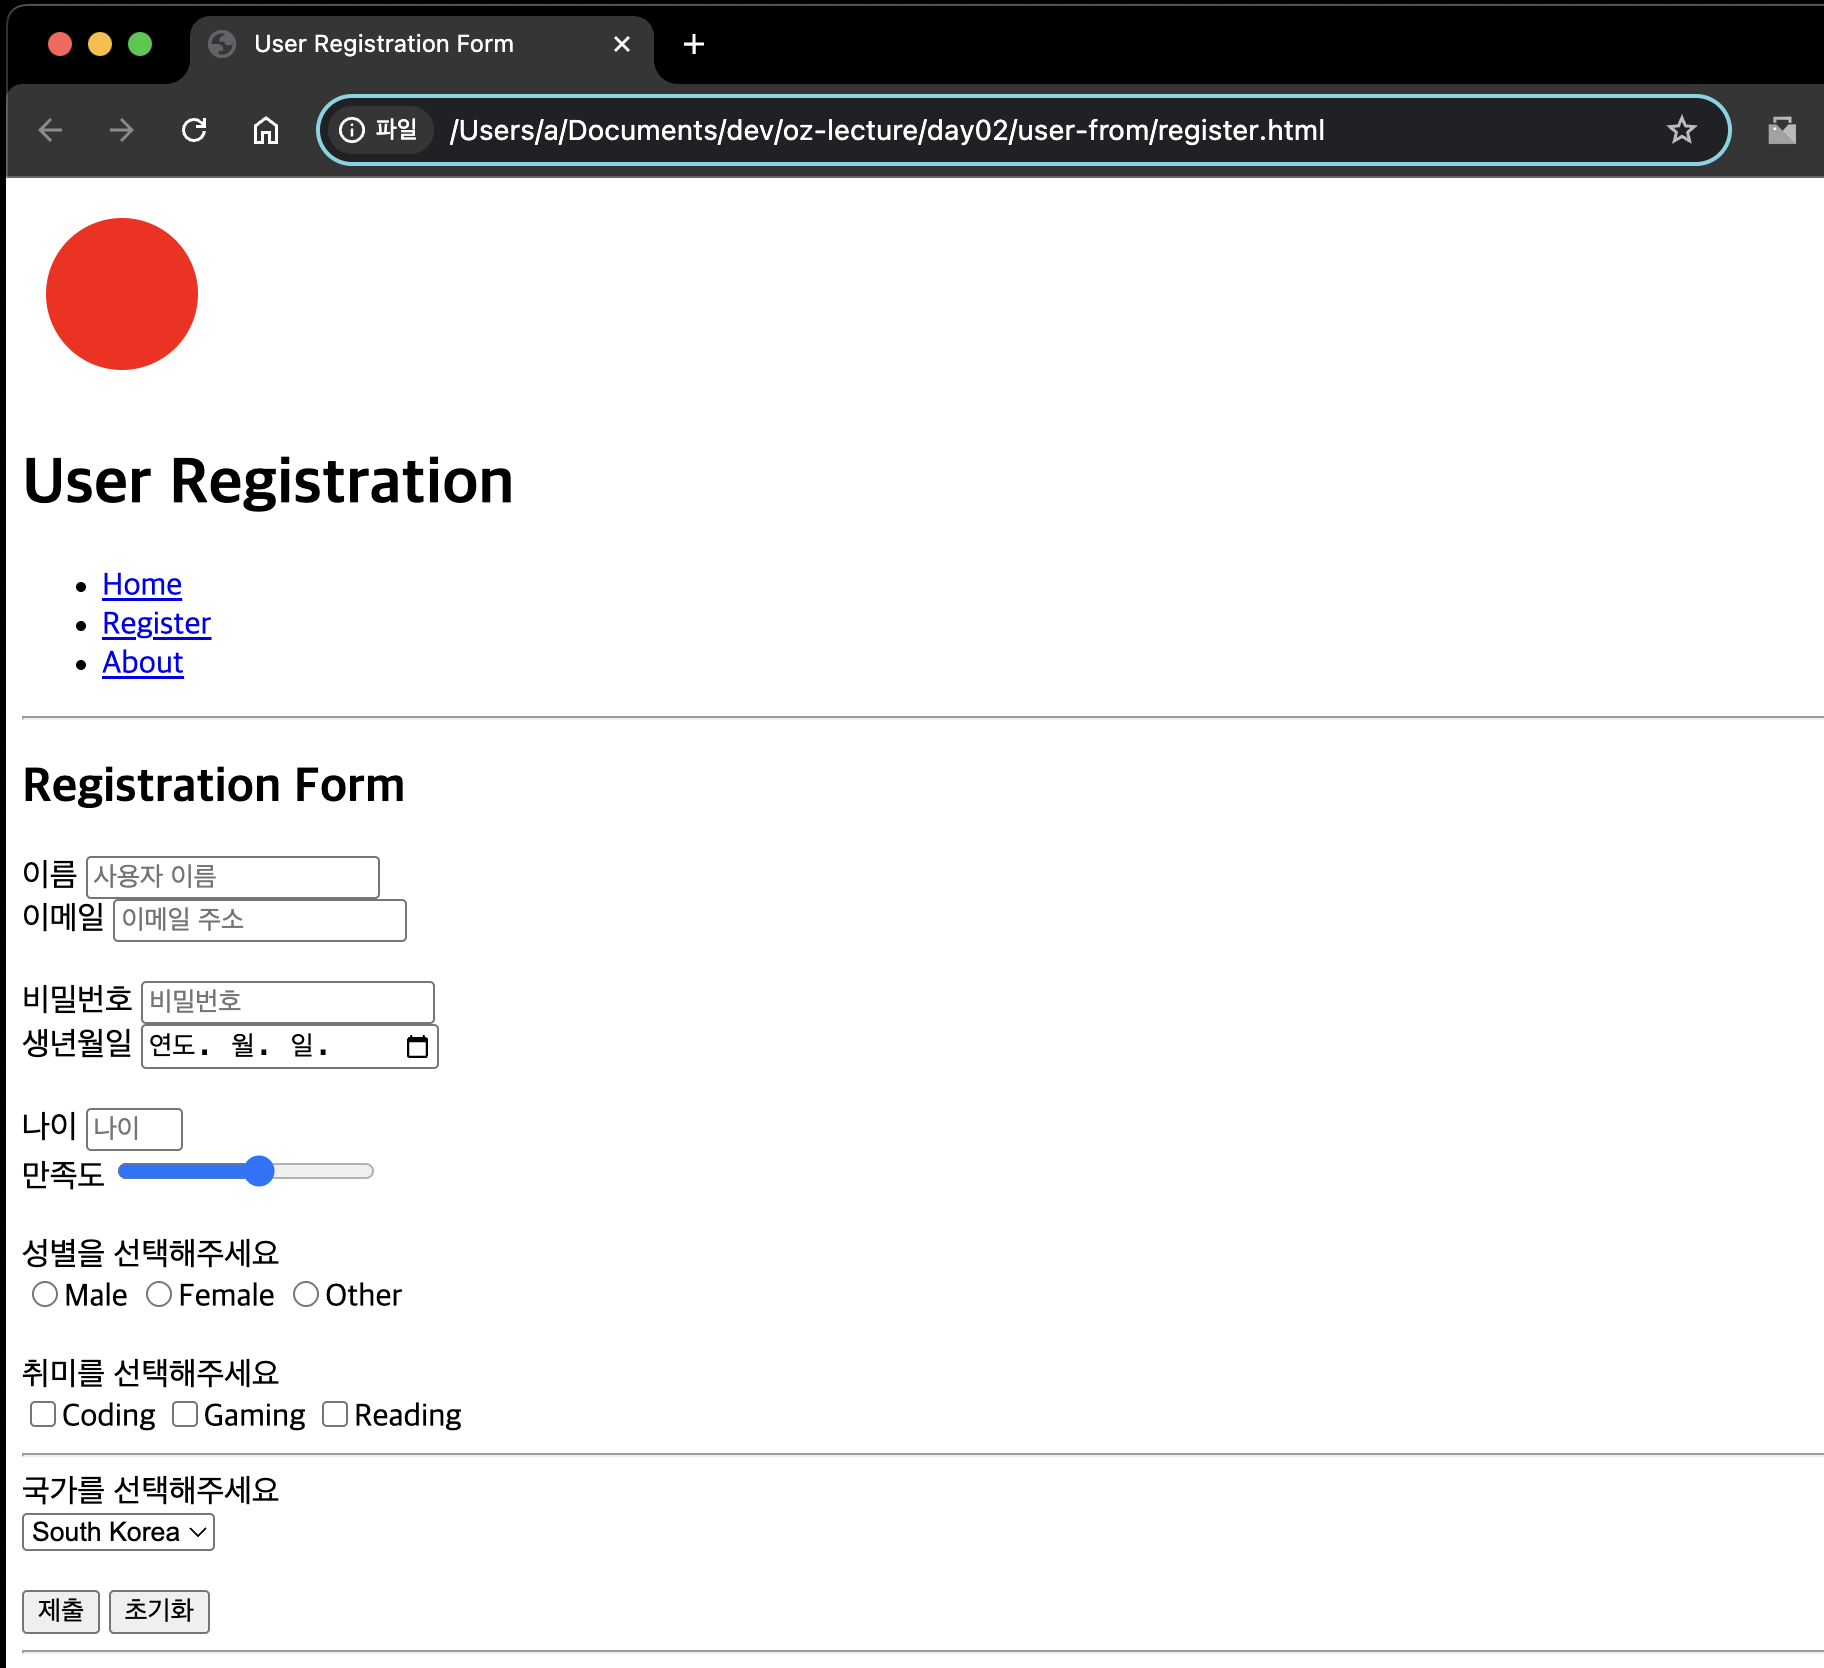 User Registration Form
파일 /Users/a/Documents/dev/oz-lecture/day02/user-from/register.html
User Registration
Home
Register
About
Registration Form
이름 사용자 이름
이메일 이메일 주소
비밀번호 비밀번호
생년월일 연도. 월. 일.
나이 나이
만족도
성별을 선택해주세요
Male Female Other
취미를 선택해주세요
Coding Gaming Reading
국가를 선택해주세요
South Korea
제출 초기화